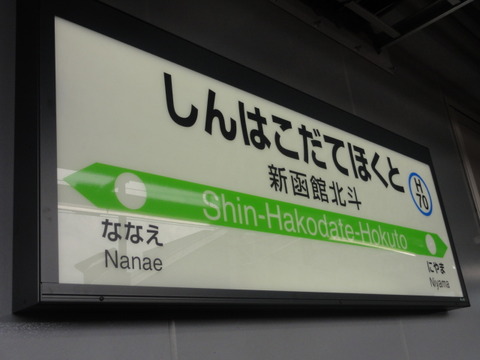 しんはこだてほくと
新函館北斗
H
70
Shin-Hakodate-Hokuto
ななえ
Nanae
にやま
Niyama